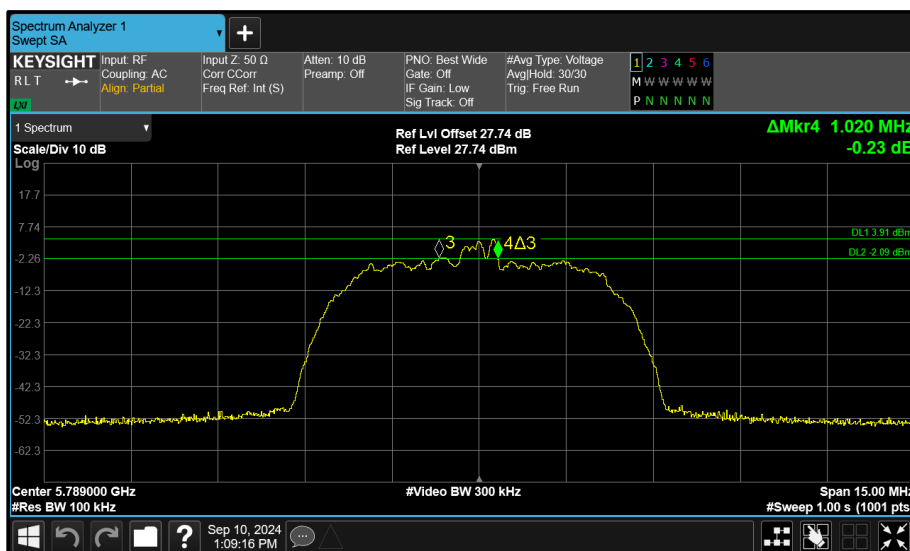 Spectrum Analyzer 1
Swept SA
KEYSIGHT
RLT
LXI
Input: RF
Coupling: AC
Align: Partial
Input Z: 50 Ω
Corr CCorr
Freq Ref: Int (S)
Atten: 10 dB
Preamp: Off
PNO: Best Wide
Gate: Off
IF Gain: Low
Sig Track: Off
#Avg Type: Voltage
Avg|Hold: 30/30
Trig: Free Run
1 2 3 4 5 6
M W W W W W
P N N N N N
1 Spectrum
Scale/Div 10 dB
Log
Ref Lvl Offset 27.74 dB
Ref Level 27.74 dBm
ΔMkr4 1.020 MHz
-0.23 dB
17.7
7.74
-2.26
-12.3
-22.3
-32.3
-42.3
-52.3
-62.3
3
4Δ3
DL1 3.91 dBm
DL2 -2.09 dBm
Center 5.789000 GHz
#Res BW 100 kHz
#Video BW 300 kHz
Span 15.00 MHz
#Sweep 1.00 s (1001 pts
?
Sep 10, 2024
1:09:16 PM